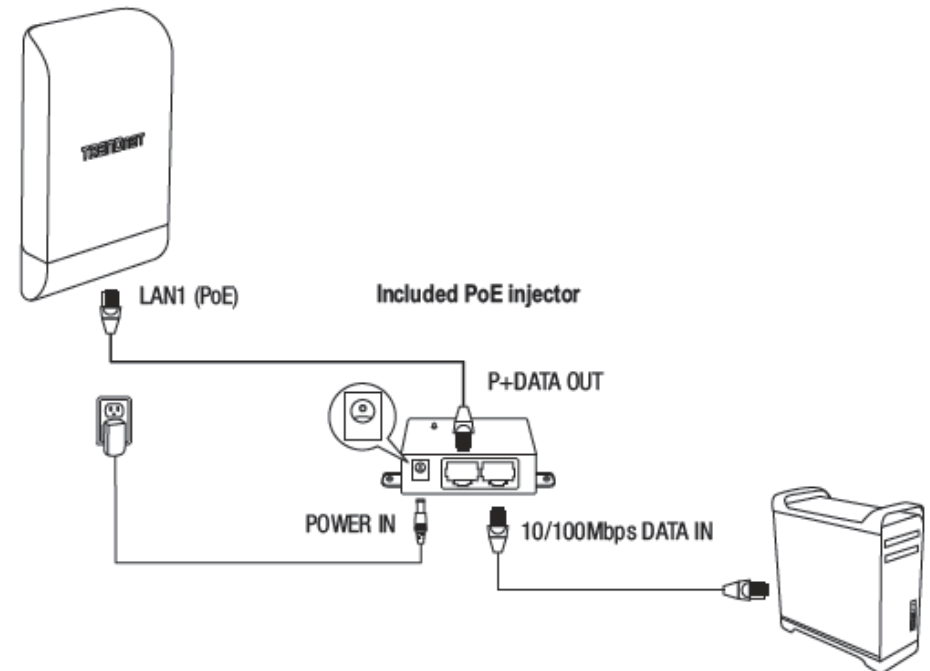 TRENDNET
LAN1 (PoE)
Included PoE injector
P+DATA OUT
POWER IN
10/100Mbps DATA IN